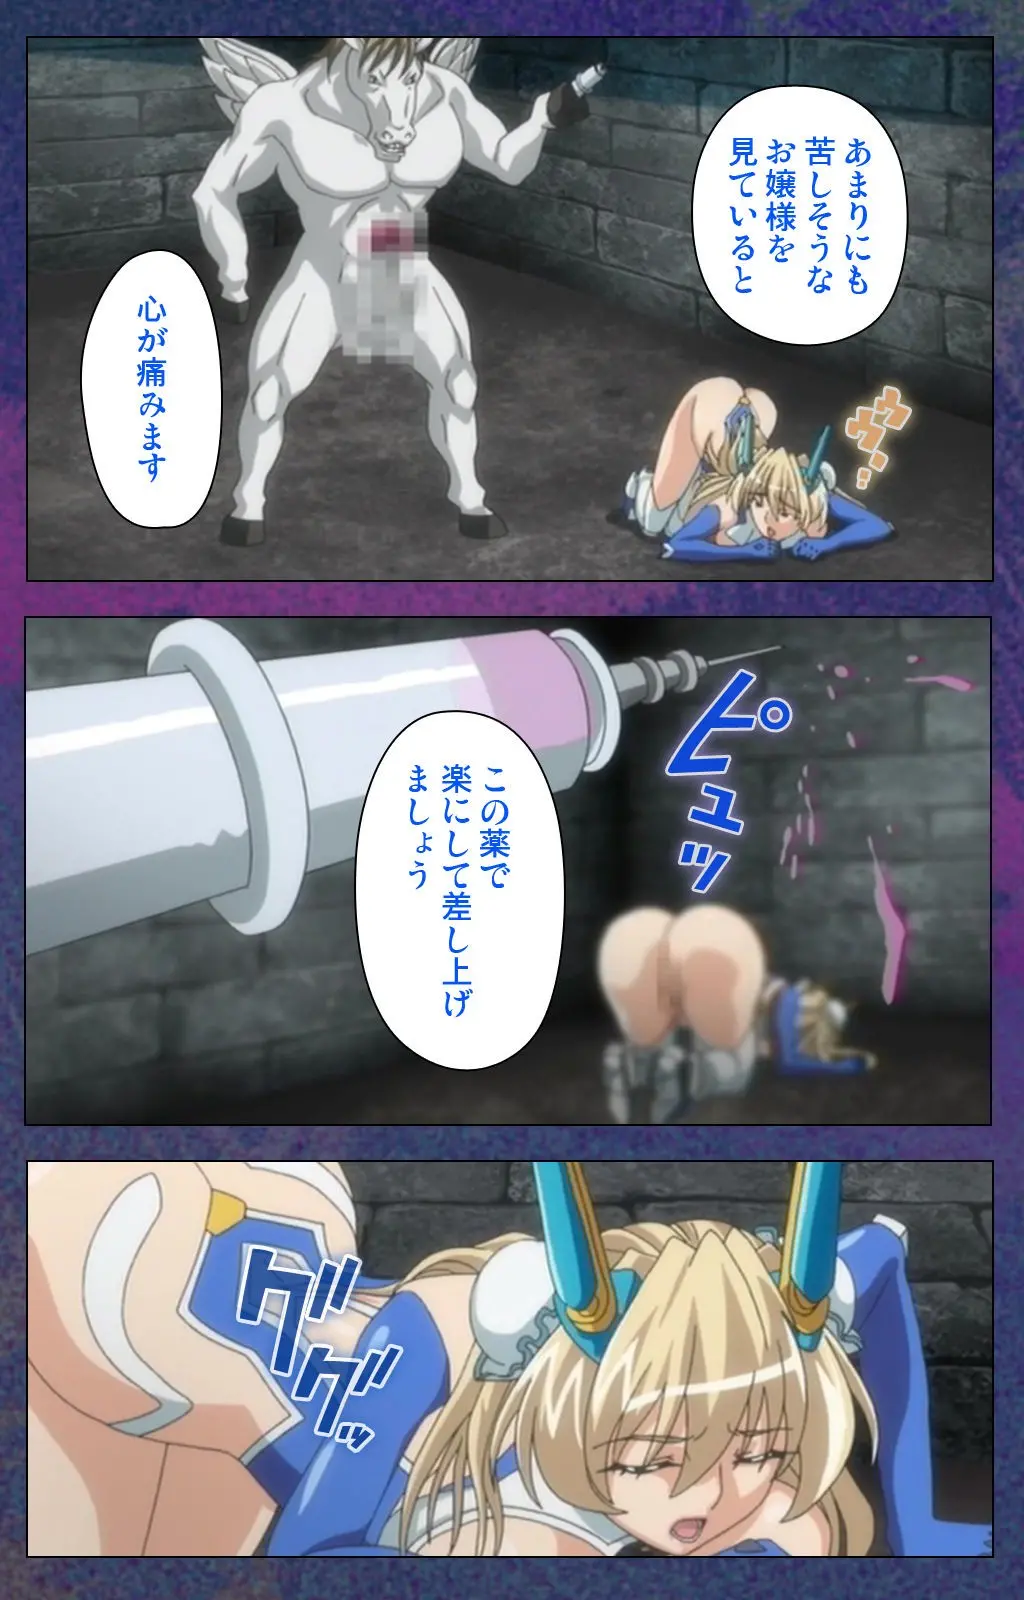 あまりにも
苦しそうな
お嬢様を
見ていると
心が痛みます
ウウ…!
ピュッ
この薬で
楽にして差し上げ
ましょう
グググッ